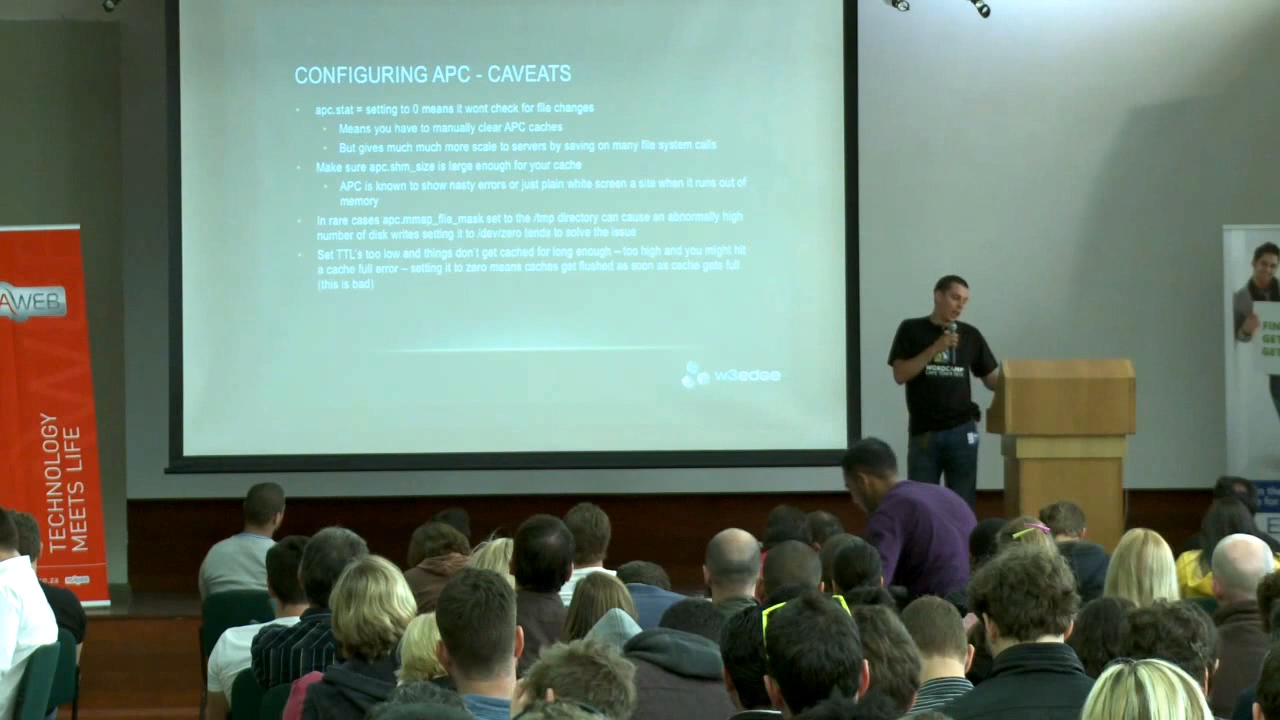 CONFIGURING APC - CAVEATS
apc.stat = setting to 0 means it wont check for file changes
Means you have to manually clear APC caches
But gives much much more scale to servers by saving on many file system calls
Make sure apc.shm_size is large enough for your cache
APC is known to show nasty errors or just plain white screen a site when it runs out of
memory
In rare cases apc.mmap_file_mask set to the /tmp directory can cause an abnormally high
number of disk writes setting it to /dev/zero tends to solve the issue
Set TTL's too low and things don't get cached for long enough – too high and you might hit
a cache full error – setting it to zero means caches get flushed as soon as cache gets full
(this is bad)
w3edge
AWEB
TECHNOLOGY
MEETS LIFE
WORDCAMP
FIN
GET
GET